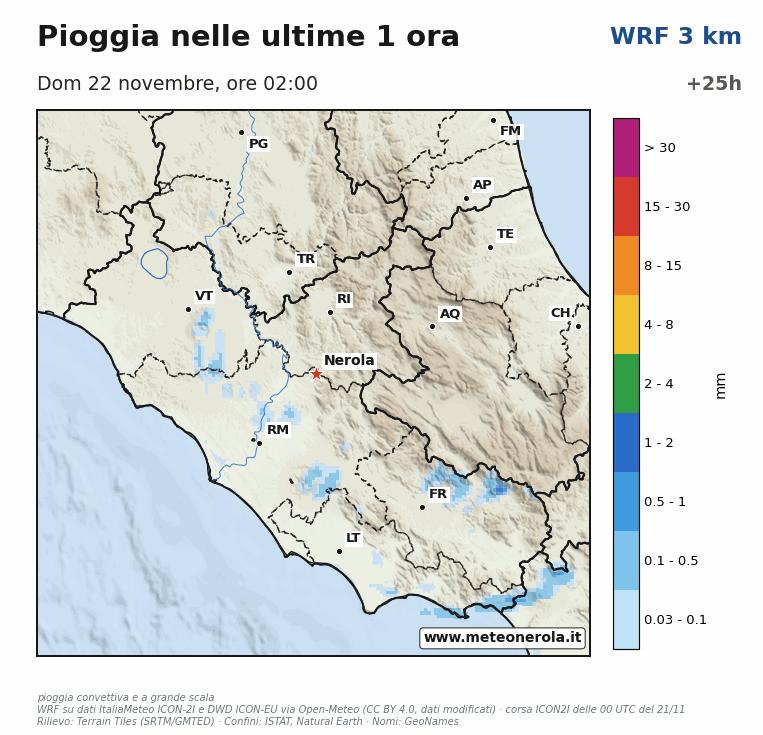 Pioggia nelle ultime 1 ora
WRF 3 km
Dom 22 novembre, ore 02:00
+25h
FM
PG
AP
TE
TR
VT
RI
AQ
CH
Nerola
RM
FR
LT
www.meteonerola.it
> 30
15 - 30
8 - 15
4 - 8
2 - 4
1 - 2
0.5 - 1
0.1 - 0.5
0.03 - 0.1
mm
pioggia convettiva e a grande scala
WRF su dati ItaliaMeteo ICON-2I e DWD ICON-EU via Open-Meteo (CC BY 4.0, dati modificati) · corsa ICON2I delle 00 UTC del 21/11
Rilievo: Terrain Tiles (SRTM/GMTED) · Confini: ISTAT, Natural Earth · Nomi: GeoNames